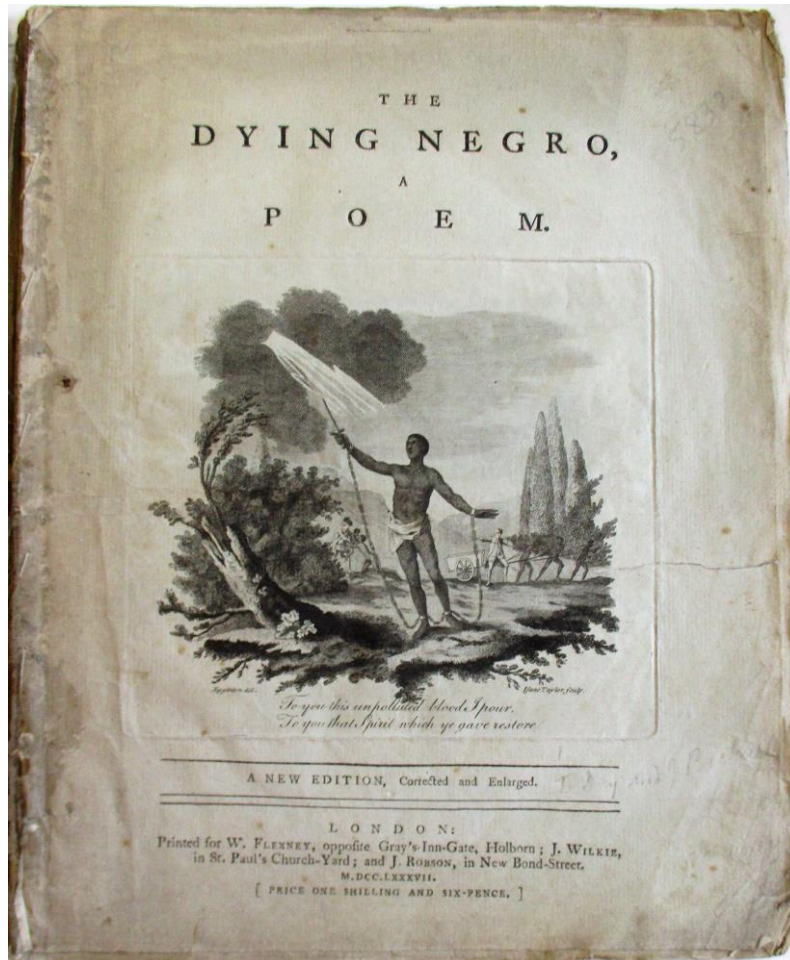 THE
DYING NEGRO,
A
POEM.
To you this unpolluted blood I pour,
To you that Spirit which ye gave restore
A NEW EDITION, Corrected and Enlarged.
LONDON:
Printed for W. FLEXNEY, opposite Gray's-Inn-Gate, Holborn; J. WILKIE,
in St. Paul's Church-Yard; and J. ROBSON, in New Bond-Street.
M.DCC.LXXXVII.
[ PRICE ONE SHILLING AND SIX-PENCE. ]